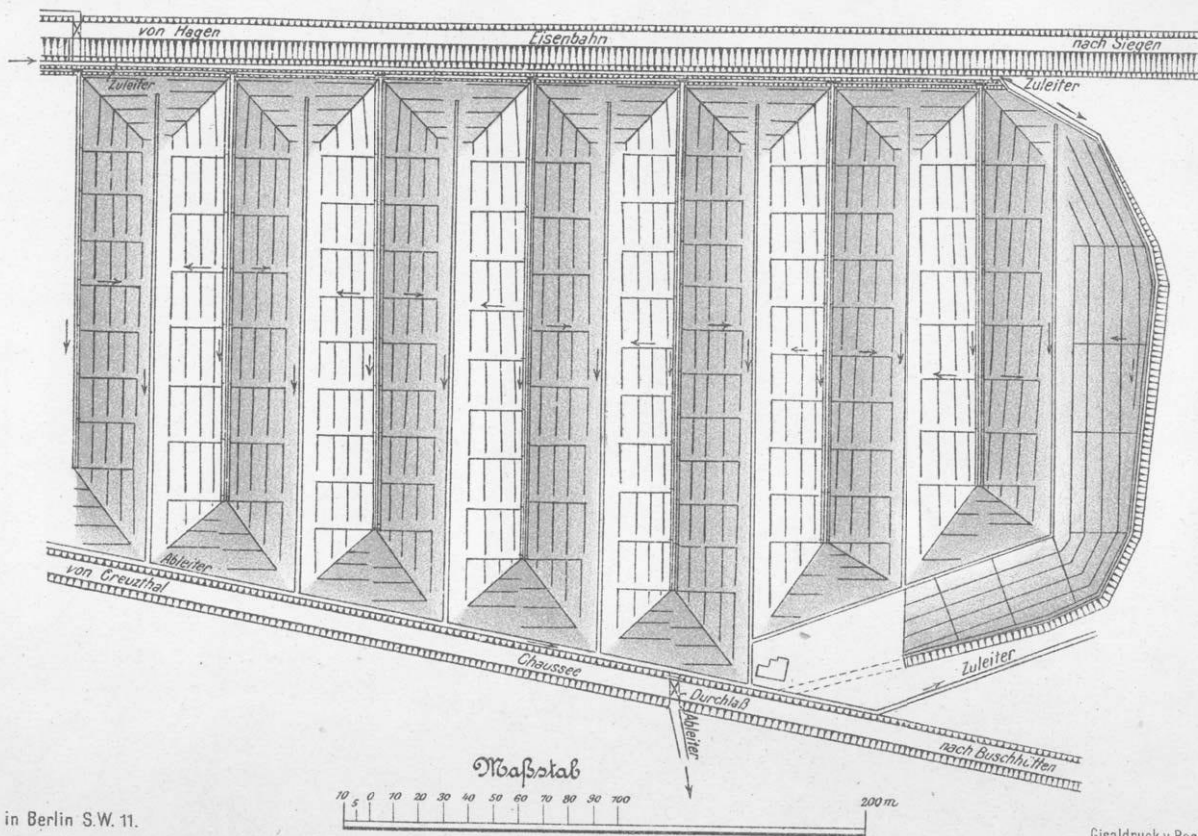 von Hagen
Eisenbahn
nach Siegen
Zuleiter
Zuleiter
Ableiter
von Creuzthal
Chaussee
Zuleiter
Durchlaß
Ableiter
nach Buschhütten
Maßstab
10 5 0 10 20 30 40 50 60 70 80 90 100 200 m
in Berlin S.W. 11.